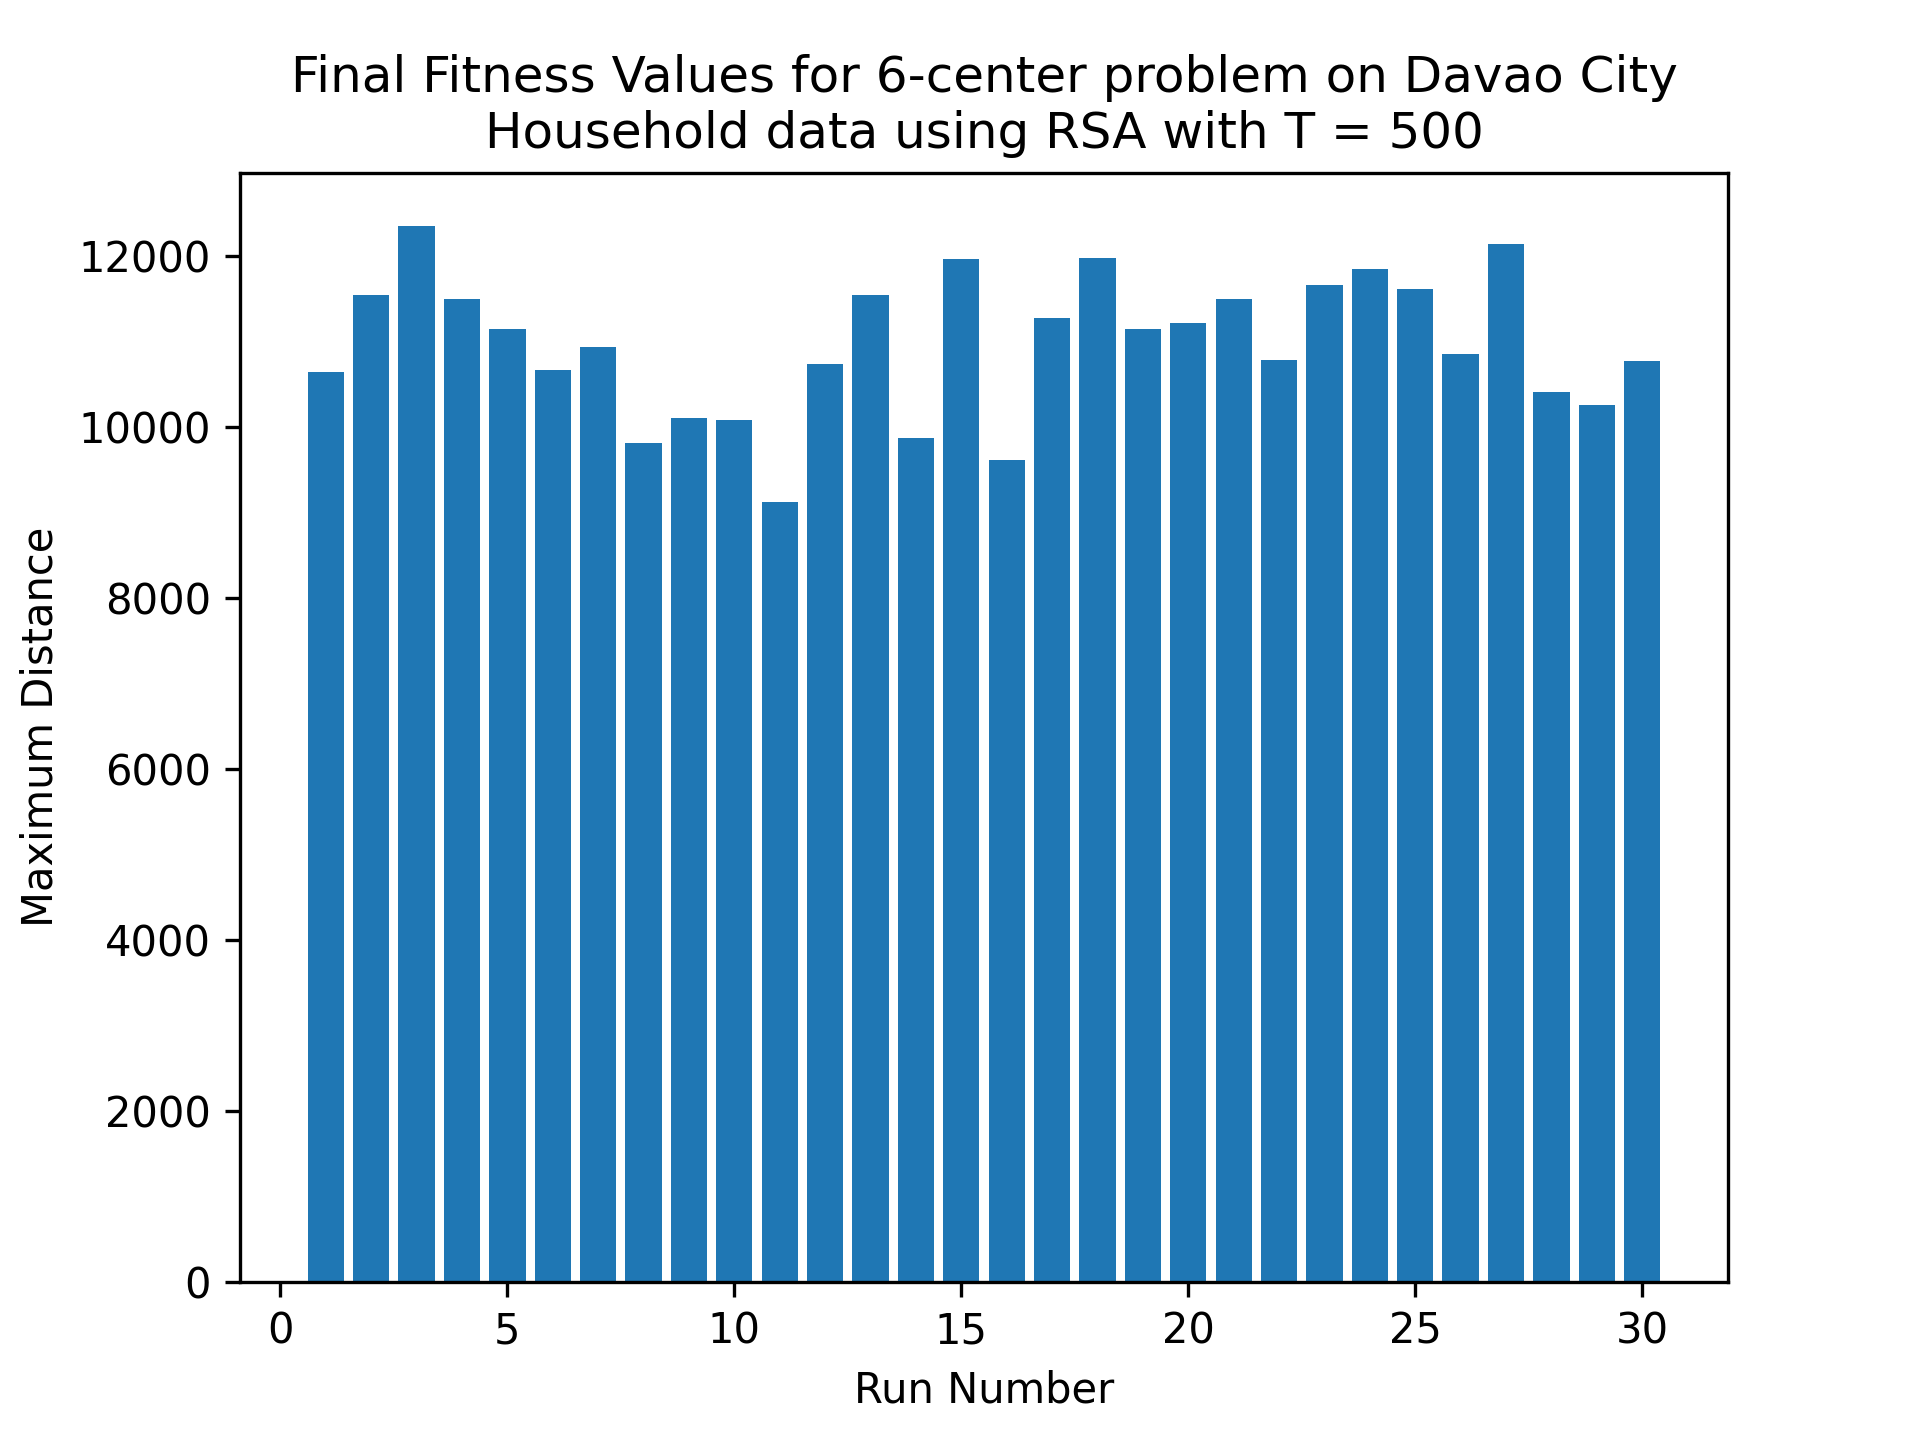 Final Fitness Values for 6-center problem on Davao City
Household data using RSA with T = 500
12000
10000
8000
6000
4000
2000
0
Maximum Distance
0 5 10 15 20 25 30
Run Number